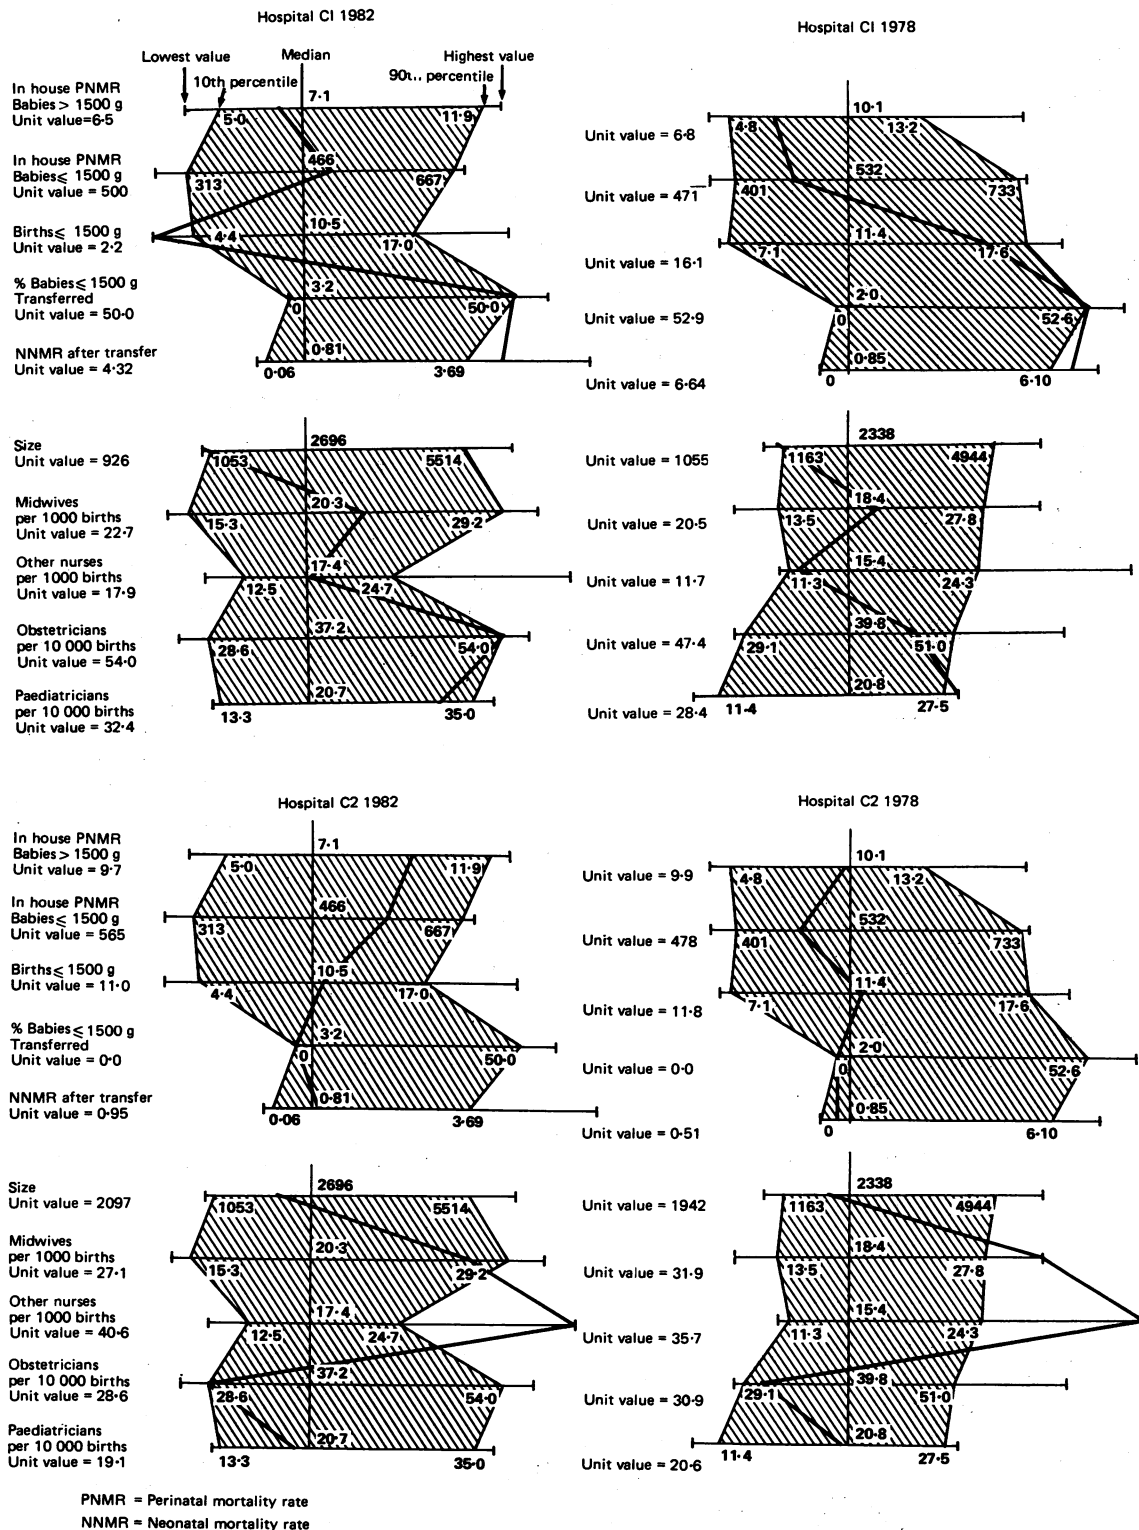 Hospital Cl 1982
Lowest value
Median
Highest value
10th percentile
90t.., percentile
In house PNMR
Babies > 1500 g
Unit value=6·5
7·1
5·0
11·9
In house PNMR
Babies ⩽ 1500 g
Unit value = 500
466
313
667
Births ⩽ 1500 g
Unit value = 2·2
10·5
4·4
17·0
% Babies ⩽ 1500 g
Transferred
Unit value = 50·0
3·2
0
50·0
NNMR after transfer
Unit value = 4·32
0·81
0·06
3·69
Size
Unit value = 926
2696
1053
5514
Midwives
per 1000 births
Unit value = 22·7
20·3
15·3
29·2
Other nurses
per 1000 births
Unit value = 17·9
17·4
12·5
24·7
Obstetricians
per 10 000 births
Unit value = 54·0
37·2
28·6
54·0
Paediatricians
per 10 000 births
Unit value = 32·4
20·7
13·3
35·0
Hospital Cl 1978
10·1
4·8
13·2
Unit value = 6·8
532
401
733
Unit value = 471
11·4
7·1
17·6
Unit value = 16·1
2·0
0
52·6
Unit value = 52·9
0·85
0
6·10
Unit value = 6·64
2338
1163
4944
Unit value = 1055
18·4
13·5
27·8
Unit value = 20·5
15·4
11·3
24·3
Unit value = 11·7
39·8
29·1
51·0
Unit value = 47·4
20·8
11·4
27·5
Unit value = 28·4
Hospital C2 1982
In house PNMR
Babies > 1500 g
Unit value = 9·7
7·1
5·0
11·9
In house PNMR
Babies ⩽ 1500 g
Unit value = 565
466
313
667
Births ⩽ 1500 g
Unit value = 11·0
10·5
4·4
17·0
% Babies ⩽ 1500 g
Transferred
Unit value = 0·0
3·2
0
50·0
NNMR after transfer
Unit value = 0·95
0·81
0·06
3·69
Size
Unit value = 2097
2696
1053
5514
Midwives
per 1000 births
Unit value = 27·1
20·3
15·3
29·2
Other nurses
per 1000 births
Unit value = 40·6
17·4
12·5
24·7
Obstetricians
per 10 000 births
Unit value = 28·6
37·2
28·6
54·0
Paediatricians
per 10 000 births
Unit value = 19·1
20·7
13·3
35·0
Hospital C2 1978
10·1
4·8
13·2
Unit value = 9·9
532
401
733
Unit value = 478
11·4
7·1
17·6
Unit value = 11·8
2·0
0
52·6
Unit value = 0·0
0·85
0
6·10
Unit value = 0·51
2338
1163
4944
Unit value = 1942
18·4
13·5
27·8
Unit value = 31·9
15·4
11·3
24·3
Unit value = 35·7
39·8
29·1
51·0
Unit value = 30·9
20·8
11·4
27·5
Unit value = 20·6
PNMR = Perinatal mortality rate
NNMR = Neonatal mortality rate